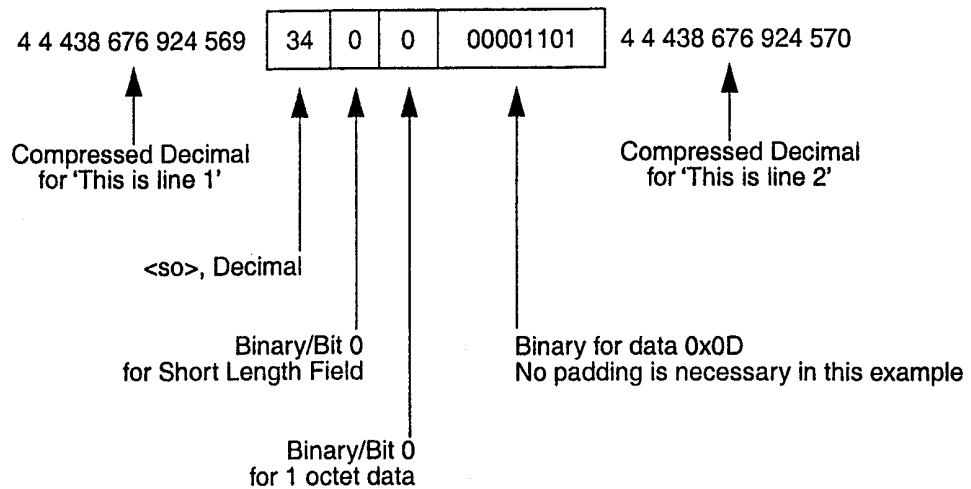 4 4 438 676 924 569 34 0 0 00001101 4 4 438 676 924 570
Compressed Decimal
for 'This is line 1'
Compressed Decimal
for 'This is line 2'
<so>, Decimal
Binary/Bit 0
for Short Length Field
Binary for data 0x0D
No padding is necessary in this example
Binary/Bit 0
for 1 octet data